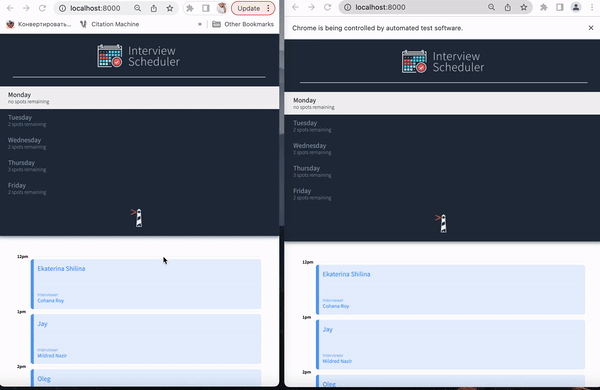 localhost:8000
Update
Конвертировать...
Citation Machine
»
Other Bookmarks
Interview
Scheduler
Monday
no spots remaining
Tuesday
2 spots remaining
Wednesday
2 spots remaining
Thursday
3 spots remaining
Friday
2 spots remaining
12pm
Ekaterina Shilina
Interviewer
Cohana Roy
1pm
Jay
Interviewer
Mildred Nazir
2pm
Oleg
localhost:8000
Chrome is being controlled by automated test software.
Interview
Scheduler
Monday
no spots remaining
Tuesday
2 spots remaining
Wednesday
2 spots remaining
Thursday
3 spots remaining
Friday
2 spots remaining
12pm
Ekaterina Shilina
Interviewer
Cohana Roy
1pm
Jay
Interviewer
Mildred Nazir
2pm
Oleg